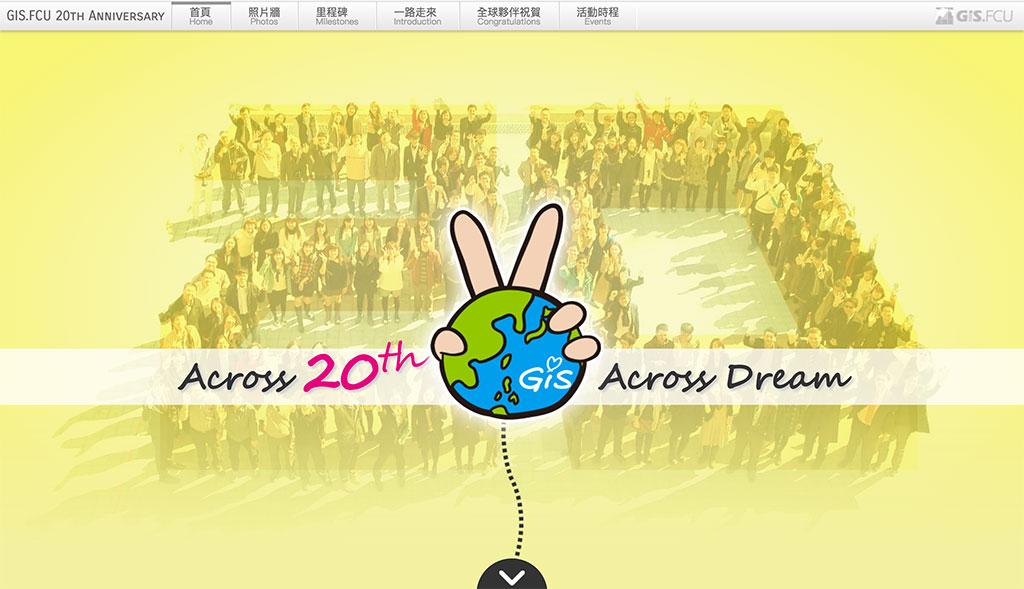 GIS.FCU 20TH ANNIVERSARY
首頁
Home
照片牆
Photos
里程碑
Milestones
一路走來
Introduction
全球夥伴祝賀
Congratulations
活動時程
Events
GIS.FCU
Across 20th
GiS
Across Dream